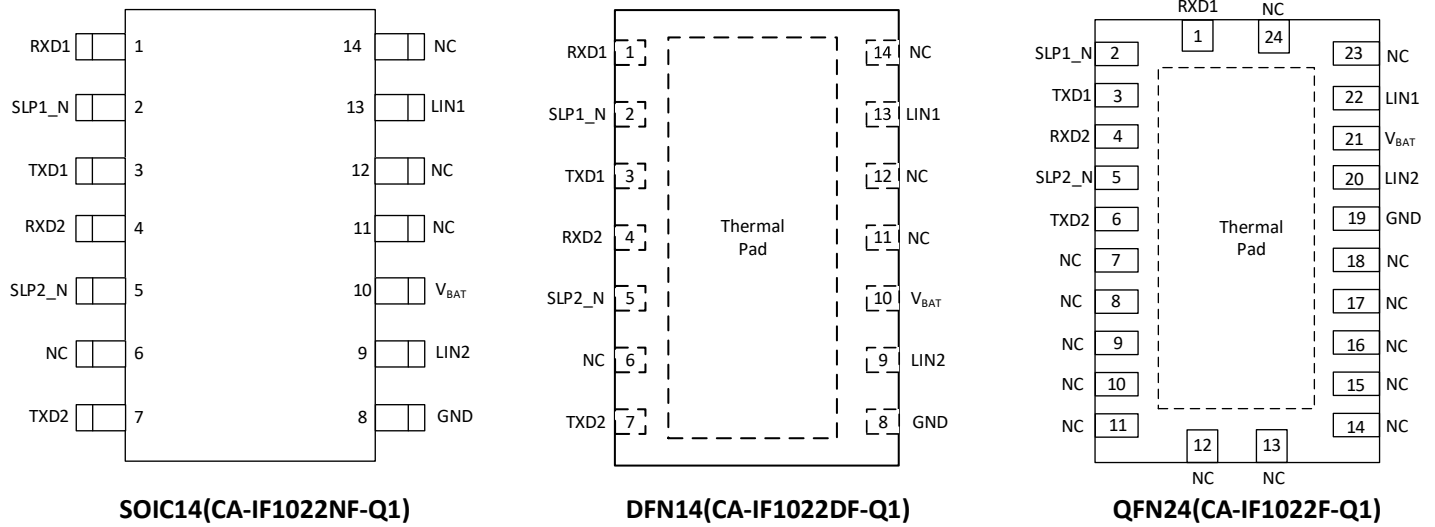 RXD1 1 14 NC
SLP1_N 2 13 LIN1
TXD1 3 12 NC
RXD2 4 11 NC
SLP2_N 5 10 VBAT
NC 6 9 LIN2
TXD2 7 8 GND
SOIC14(CA-IF1022NF-Q1)
RXD1 1 14 NC
SLP1_N 2 13 LIN1
TXD1 3 12 NC
RXD2 4 11 NC
Thermal
Pad
SLP2_N 5 10 VBAT
NC 6 9 LIN2
TXD2 7 8 GND
DFN14(CA-IF1022DF-Q1)
RXD1 NC
1 24
SLP1_N 2 23 NC
TXD1 3 22 LIN1
RXD2 4 21 VBAT
SLP2_N 5 20 LIN2
TXD2 6 19 GND
Thermal
Pad
NC 7 18 NC
NC 8 17 NC
NC 9 16 NC
NC 10 15 NC
NC 11 14 NC
12 13
NC NC
QFN24(CA-IF1022F-Q1)